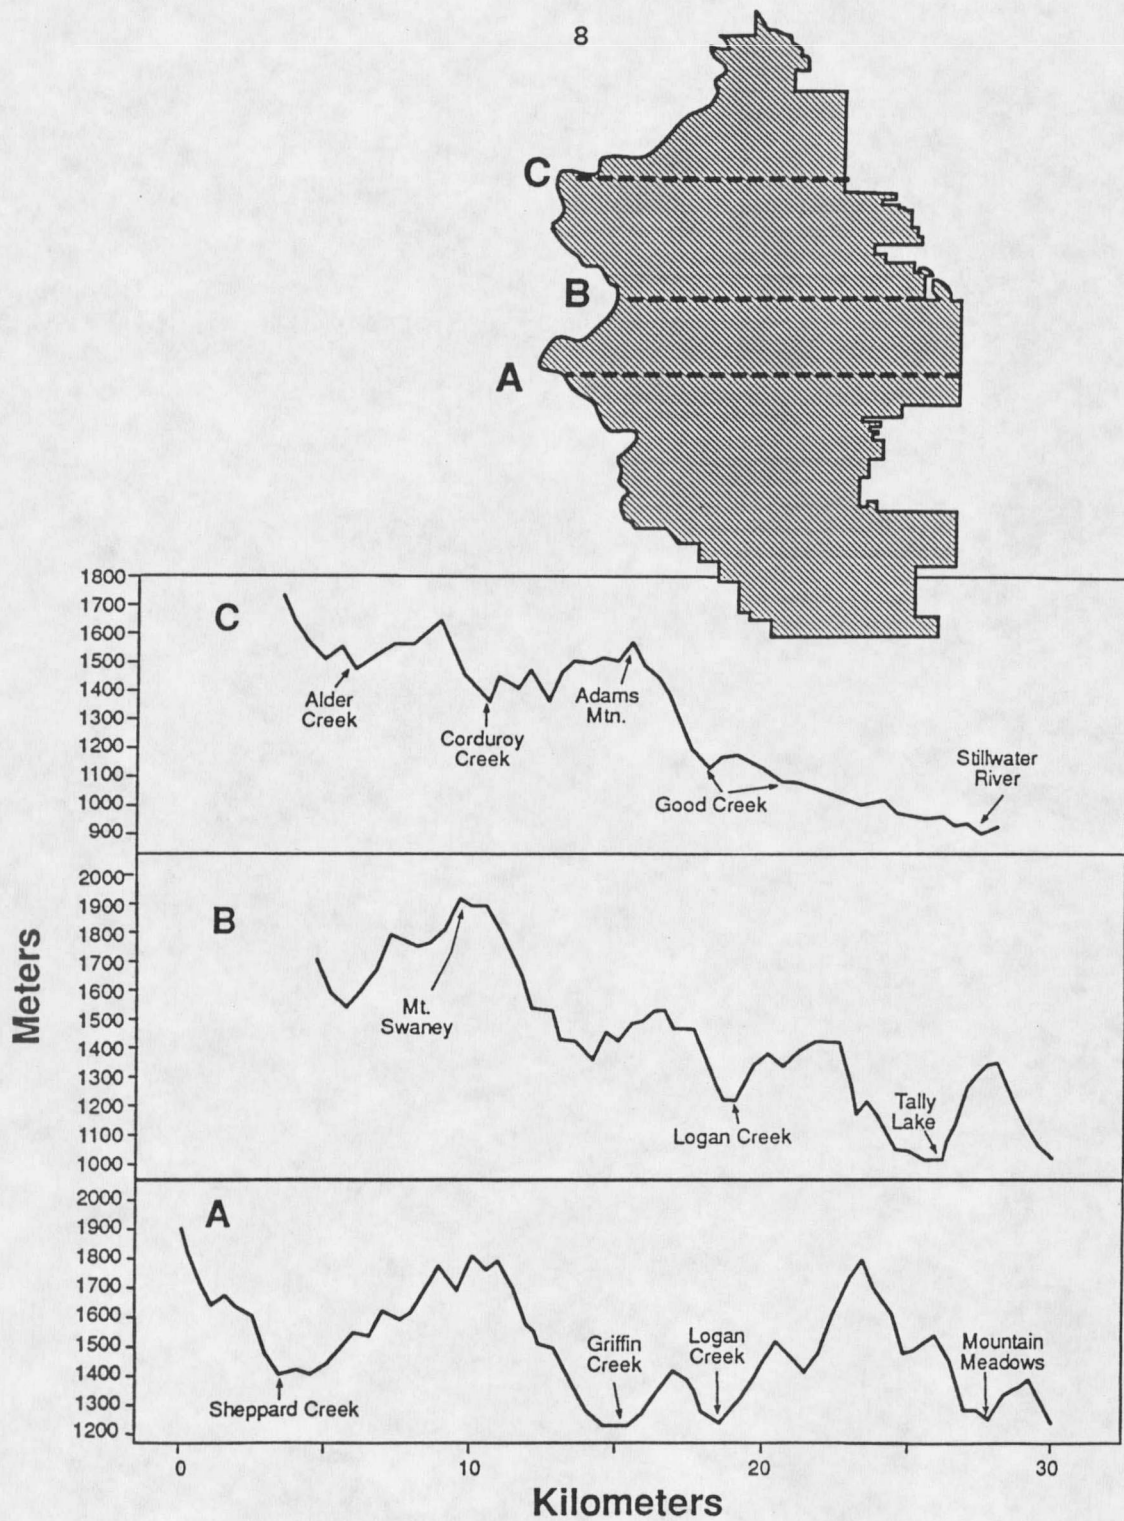 8
C
B
A
1800
1700
1600
1500
1400
1300
1200
1100
1000
900
C
Alder
Creek
Corduroy
Creek
Adams
Mtn.
Good Creek
Stillwater
River
Meters
2000
1900
1800
1700
1600
1500
1400
1300
1200
1100
1000
B
Mt.
Swaney
Logan Creek
Tally
Lake
2000
1900
1800
1700
1600
1500
1400
1300
1200
A
Sheppard Creek
Griffin
Creek
Logan
Creek
Mountain
Meadows
0
10
20
30
Kilometers